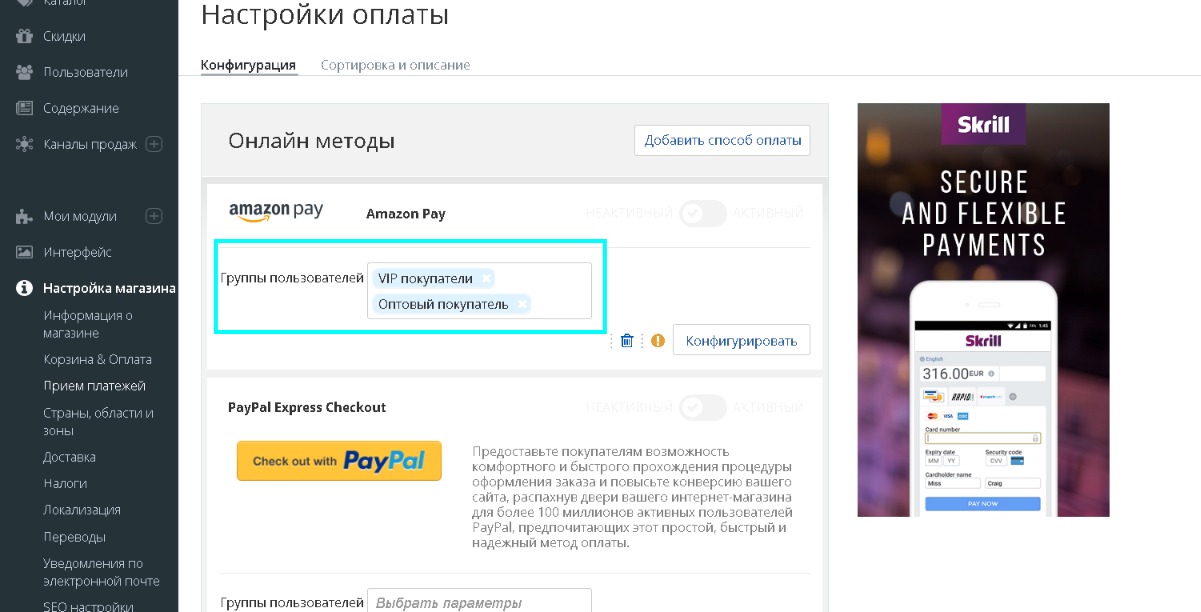 Каталог
Скидки
Пользователи
Содержание
Каналы продаж
Мои модули
Интерфейс
Настройка магазина
Информация о
магазине
Корзина & Оплата
Прием платежей
Страны, области и
зоны
Доставка
Налоги
Локализация
Переводы
Уведомления по
электронной почте
SEO настройки
Настройки оплаты
Конфигурация
Сортировка и описание
Онлайн методы
Добавить способ оплаты
amazon pay
Amazon Pay
НЕАКТИВНЫЙ
АКТИВНЫЙ
Группы пользователей
VIP покупатели ×
Оптовый покупатель ×
Конфигурировать
PayPal Express Checkout
НЕАКТИВНЫЙ
АКТИВНЫЙ
Check out with PayPal
Предоставьте покупателям возможность
комфортного и быстрого прохождения процедуры
оформления заказа и повысьте конверсию вашего
сайта, распахнув двери вашего интернет-магазина
для более 100 миллионов активных пользователей
PayPal, предпочитающих этот простой, быстрый и
надежный метод оплаты.
Группы пользователей
Выбрать параметры
Skrill
SECURE
AND FLEXIBLE
PAYMENTS
1:45
Skrill
English
316.00 EUR
Card number
Expiry date
Security code
MM YY
CVV
Cardholder name
Miss
Craig
PAY NOW